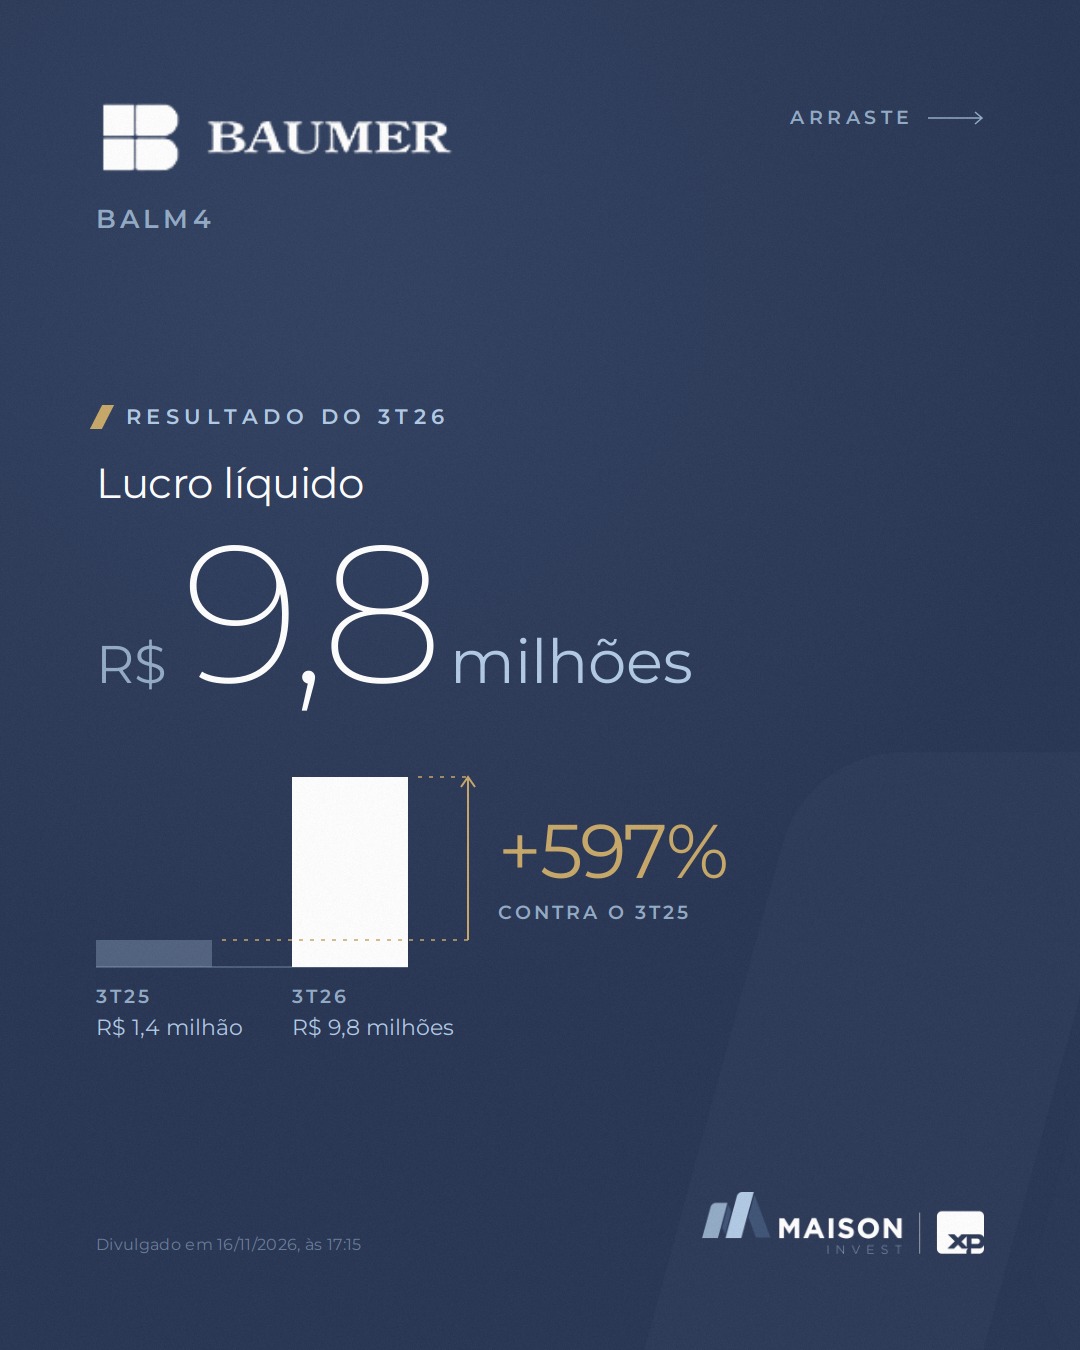 BAUMER
ARRASTE
BALM4
RESULTADO DO 3T26
Lucro líquido
R$ 9,8 milhões
+597%
CONTRA O 3T25
3T25
R$ 1,4 milhão
3T26
R$ 9,8 milhões
Divulgado em 16/11/2026, às 17:15
MAISON
INVEST
xp